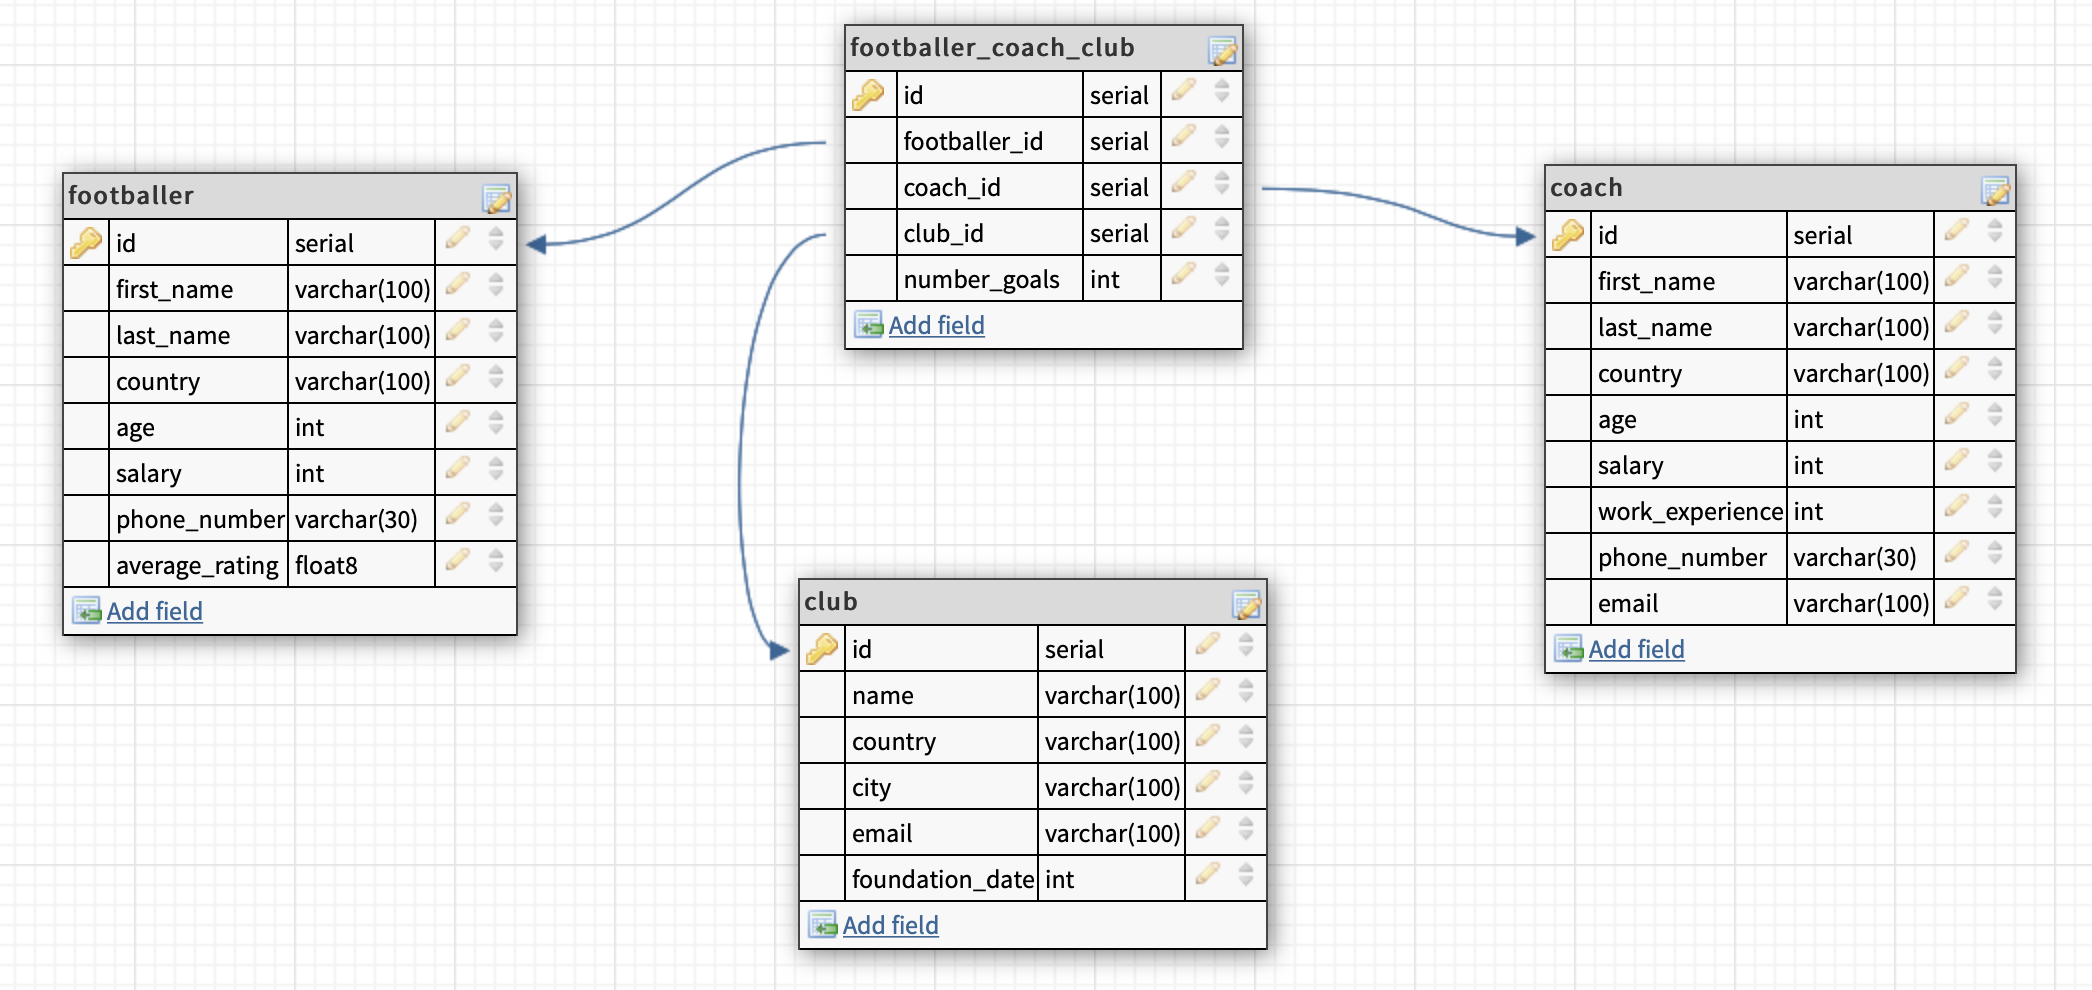 footballer_coach_club
id serial
footballer_id serial
coach_id serial
club_id serial
number_goals int
Add field
footballer
id serial
first_name varchar(100)
last_name varchar(100)
country varchar(100)
age int
salary int
phone_number varchar(30)
average_rating float8
Add field
coach
id serial
first_name varchar(100)
last_name varchar(100)
country varchar(100)
age int
salary int
work_experience int
phone_number varchar(30)
email varchar(100)
Add field
club
id serial
name varchar(100)
country varchar(100)
city varchar(100)
email varchar(100)
foundation_date int
Add field